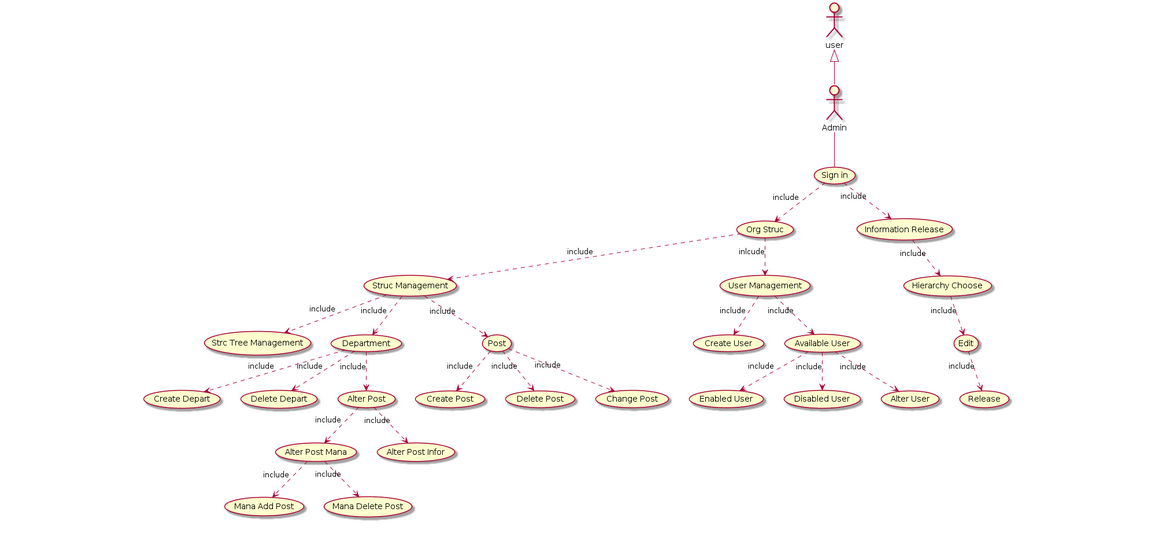 user
Admin
Sign in
include
include
Org Struc
Information Release
include
inlcude
include
Struc Management
User Management
Hierarchy Choose
include
include
include
include
include
include
Strc Tree Management
Department
Post
Create User
Available User
Edit
include
include
include
include
include
include
include
include
include
include
Create Depart
Delete Depart
Alter Post
Create Post
Delete Post
Change Post
Enabled User
Disabled User
Alter User
Release
include
include
Alter Post Mana
Alter Post Infor
include
include
Mana Add Post
Mana Delete Post